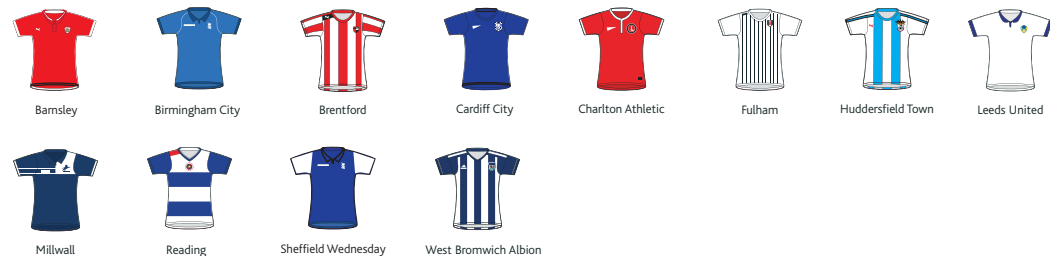 Barnsley
Birmingham City
Brentford
Cardiff City
Charlton Athletic
Fulham
Huddersfield Town
Leeds United
Millwall
Reading
Sheffield Wednesday
West Bromwich Albion